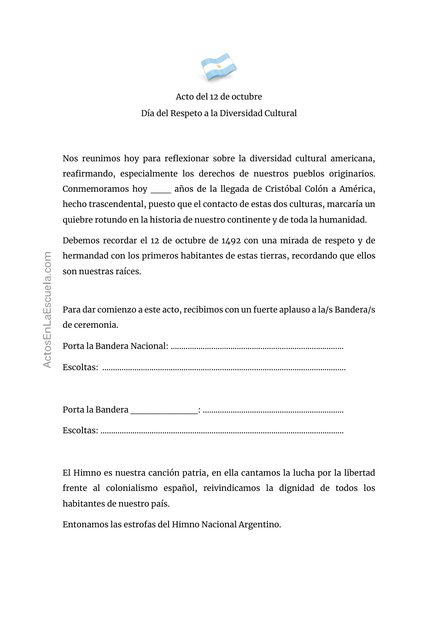 Acto del 12 de octubre
Día del Respeto a la Diversidad Cultural
Nos reunimos hoy para reflexionar sobre la diversidad cultural americana,
reafirmando, especialmente los derechos de nuestros pueblos originarios.
Conmemoramos hoy ____ años de la llegada de Cristóbal Colón a América,
hecho trascendental, puesto que el contacto de estas dos culturas, marcaría un
quiebre rotundo en la historia de nuestro continente y de toda la humanidad.
Debemos recordar el 12 de octubre de 1492 con una mirada de respeto y de
hermandad con los primeros habitantes de estas tierras, recordando que ellos
son nuestras raíces.
ActosEnLaEscuela.com
Para dar comienzo a este acto, recibimos con un fuerte aplauso a la/s Bandera/s
de ceremonia.
Porta la Bandera Nacional: ................................................................................
Escoltas: .................................................................................................................
Porta la Bandera ______________: .................................................................
Escoltas: .................................................................................................................
El Himno es nuestra canción patria, en ella cantamos la lucha por la libertad
frente al colonialismo español, reivindicamos la dignidad de todos los
habitantes de nuestro país.
Entonamos las estrofas del Himno Nacional Argentino.